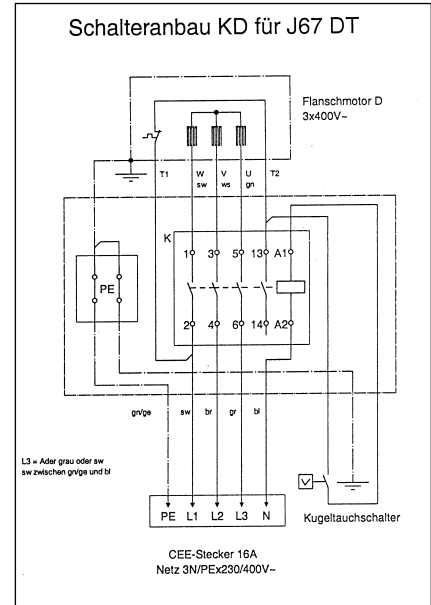 Schalteranbau KD für J67 DT
Flanschmotor D
3x400V~
T1 W V U T2
sw ws gn
K
1 3 5 13 A1
PE
2 4 6 14 A2
gn/ge sw br gr bl
L3 = Ader grau oder sw
sw zwischen gn/ge und bl
PE L1 L2 L3 N
Kugeltauchschalter
CEE-Stecker 16A
Netz 3N/PEx230/400V~